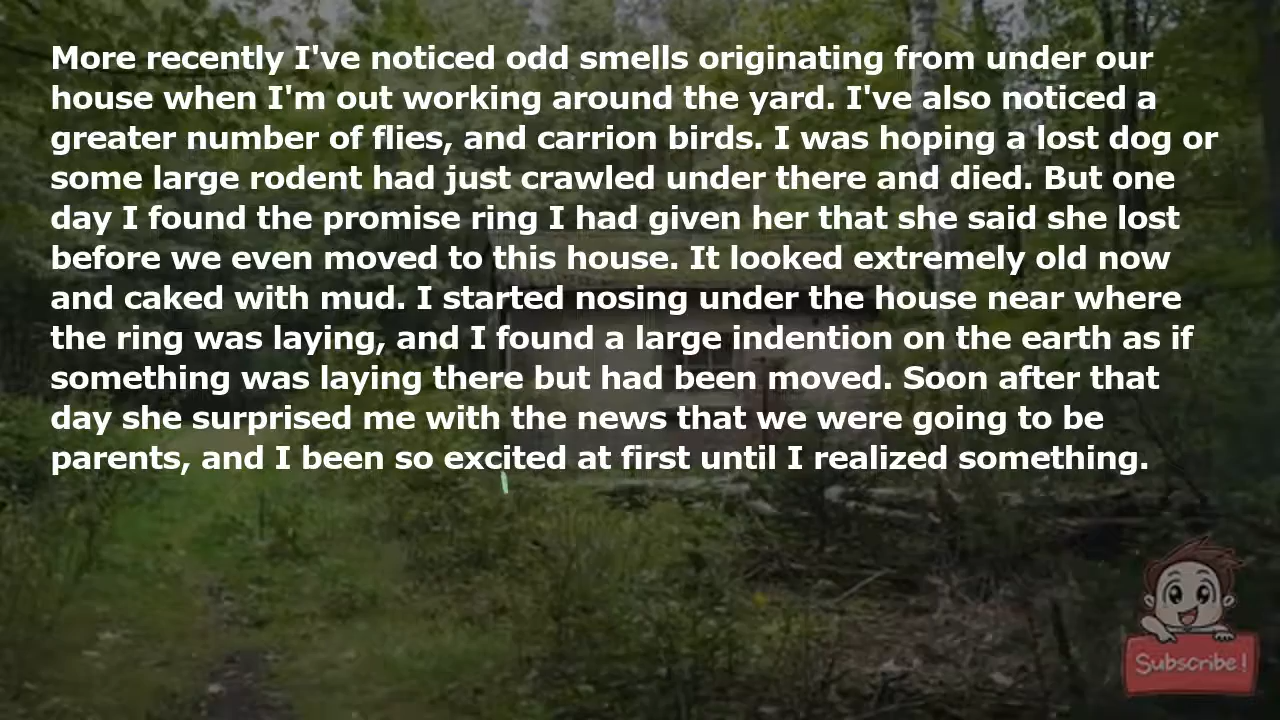 More recently I've noticed odd smells originating from under our
house when I'm out working around the yard. I've also noticed a
greater number of flies, and carrion birds. I was hoping a lost dog or
some large rodent had just crawled under there and died. But one
day I found the promise ring I had given her that she said she lost
before we even moved to this house. It looked extremely old now
and caked with mud. I started nosing under the house near where
the ring was laying, and I found a large indention on the earth as if
something was laying there but had been moved. Soon after that
day she surprised me with the news that we were going to be
parents, and I been so excited at first until I realized something.
Subscribe!